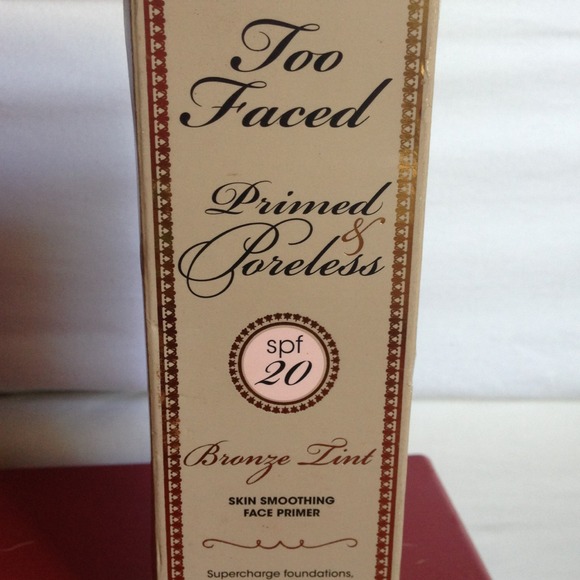 Too
Faced
Primed
&
Poreless
spf
20
Bronze Tint
SKIN SMOOTHING
FACE PRIMER
Supercharge foundations,